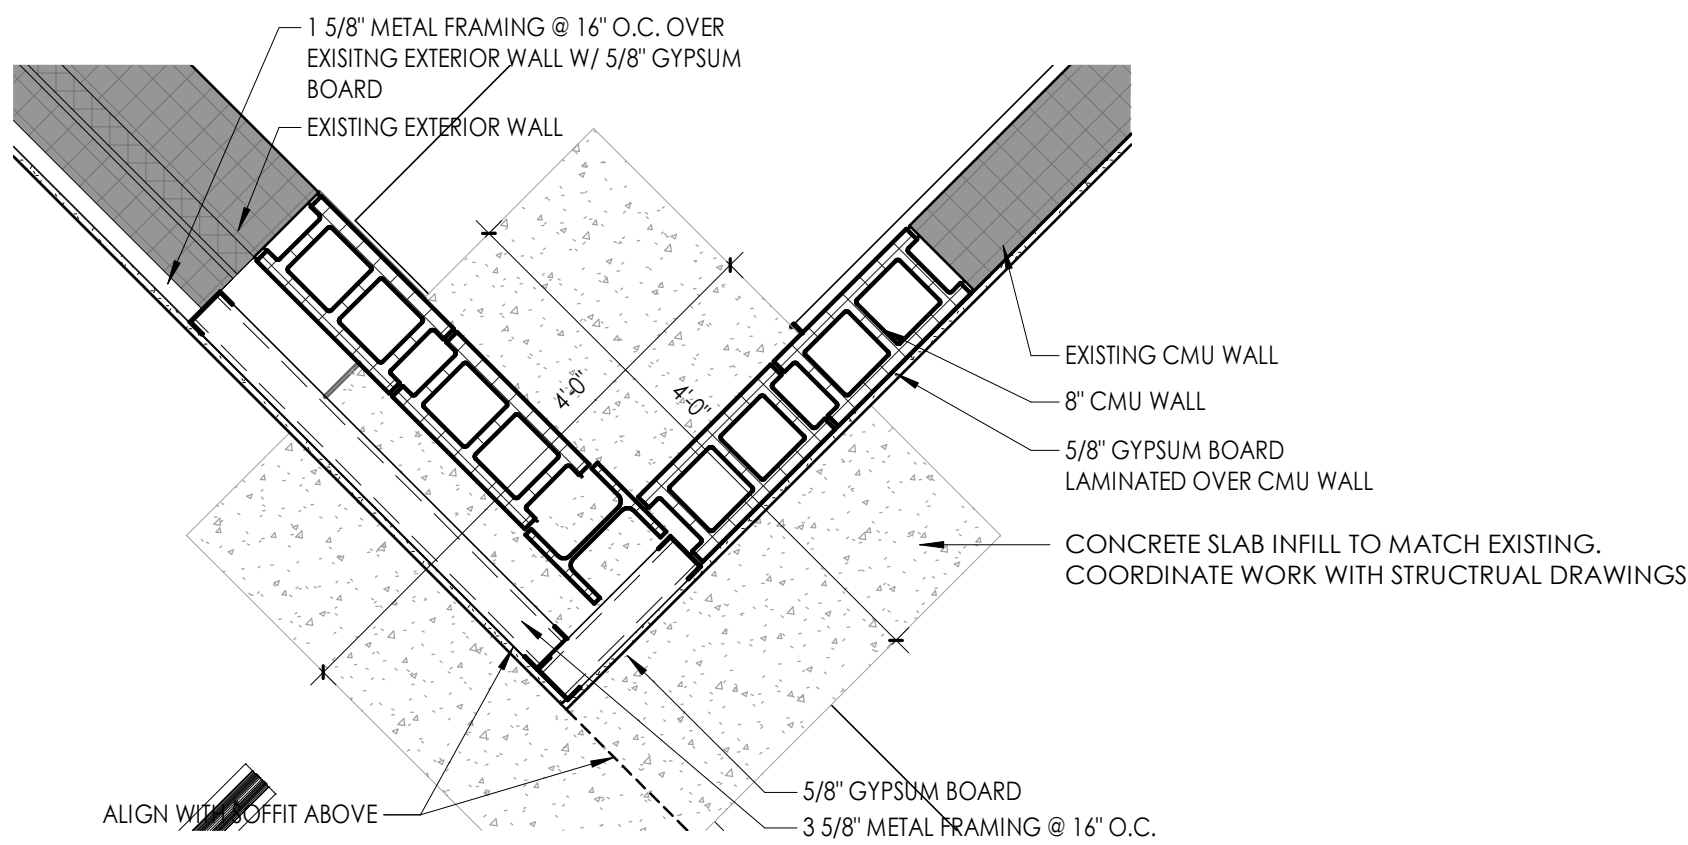 1 5/8" METAL FRAMING @ 16" O.C. OVER
EXISITNG EXTERIOR WALL W/ 5/8" GYPSUM
BOARD
EXISTING EXTERIOR WALL
4'-0"
4'-0"
EXISTING CMU WALL
8" CMU WALL
5/8" GYPSUM BOARD
LAMINATED OVER CMU WALL
CONCRETE SLAB INFILL TO MATCH EXISTING.
COORDINATE WORK WITH STRUCTRUAL DRAWINGS
5/8" GYPSUM BOARD
ALIGN WITH SOFFIT ABOVE
3 5/8" METAL FRAMING @ 16" O.C.